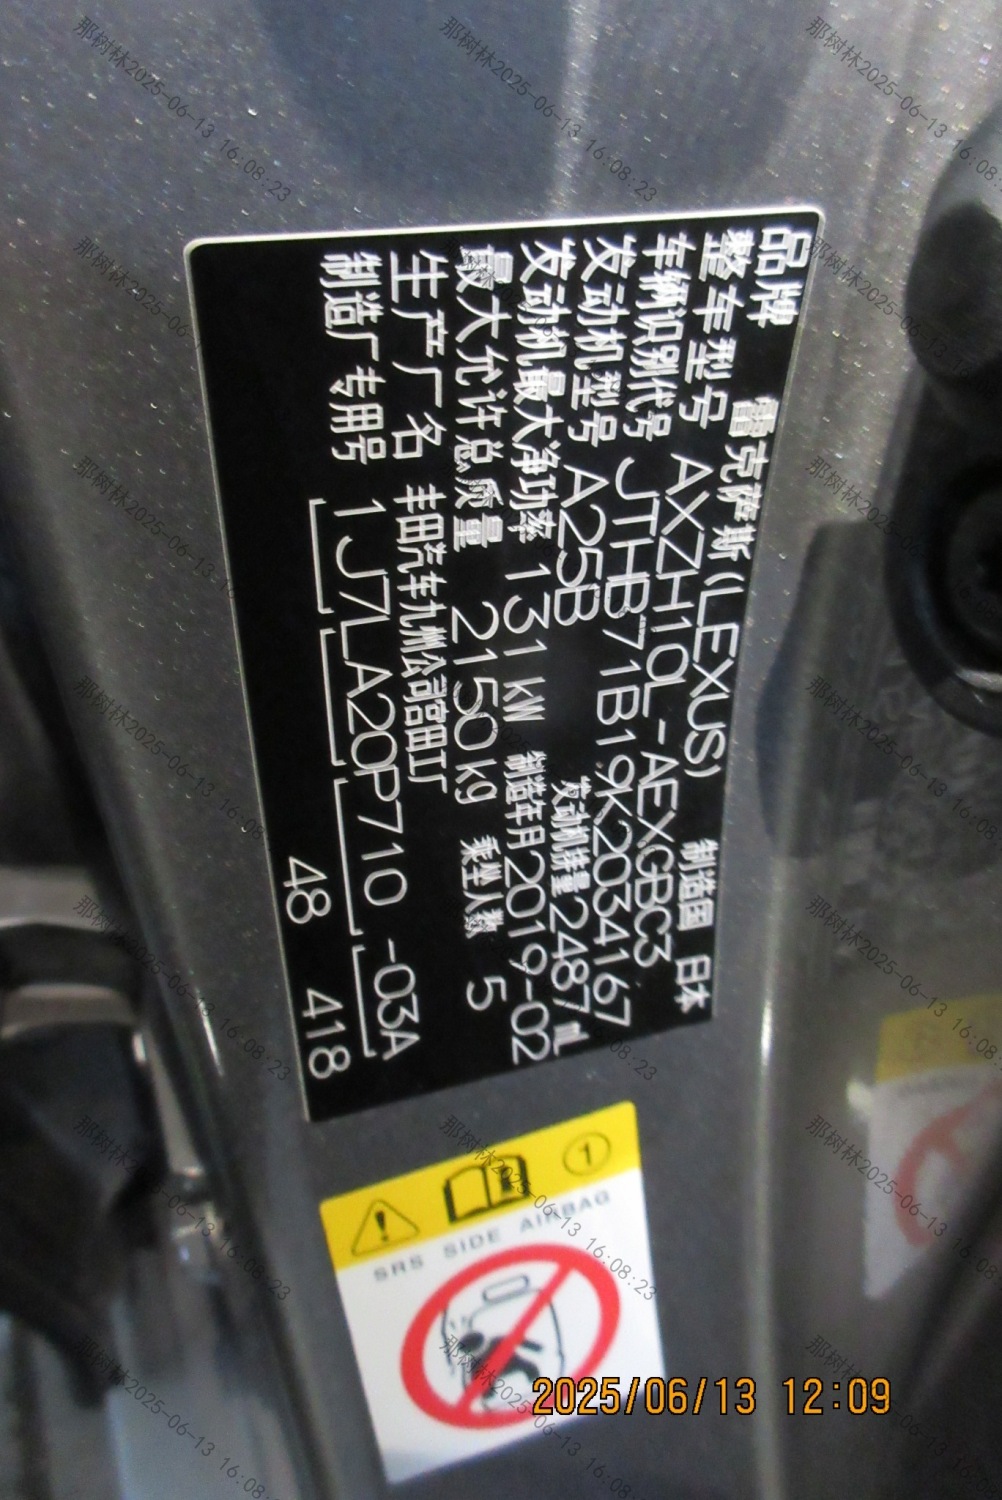 品牌 雷克萨斯(LEXUS) 制造国 日本
整车型号 AXZH10L-AEXGBC3
车辆识别代号 JTHB71B19K2034167
发动机型号 A25B 发动机排量 2487 mL
发动机最大净功率 131 kW 制造年月 2019-02
最大允许总质量 2150 kg 乘坐人数 5
生产厂名 丰田汽车九州公司宫田工厂
制造厂专用号 1J7LA20P710 -03A
48 418
1
SRS SIDE AIRBAG
2025/06/13 12:09
那树林2025-06-13 16:08:23